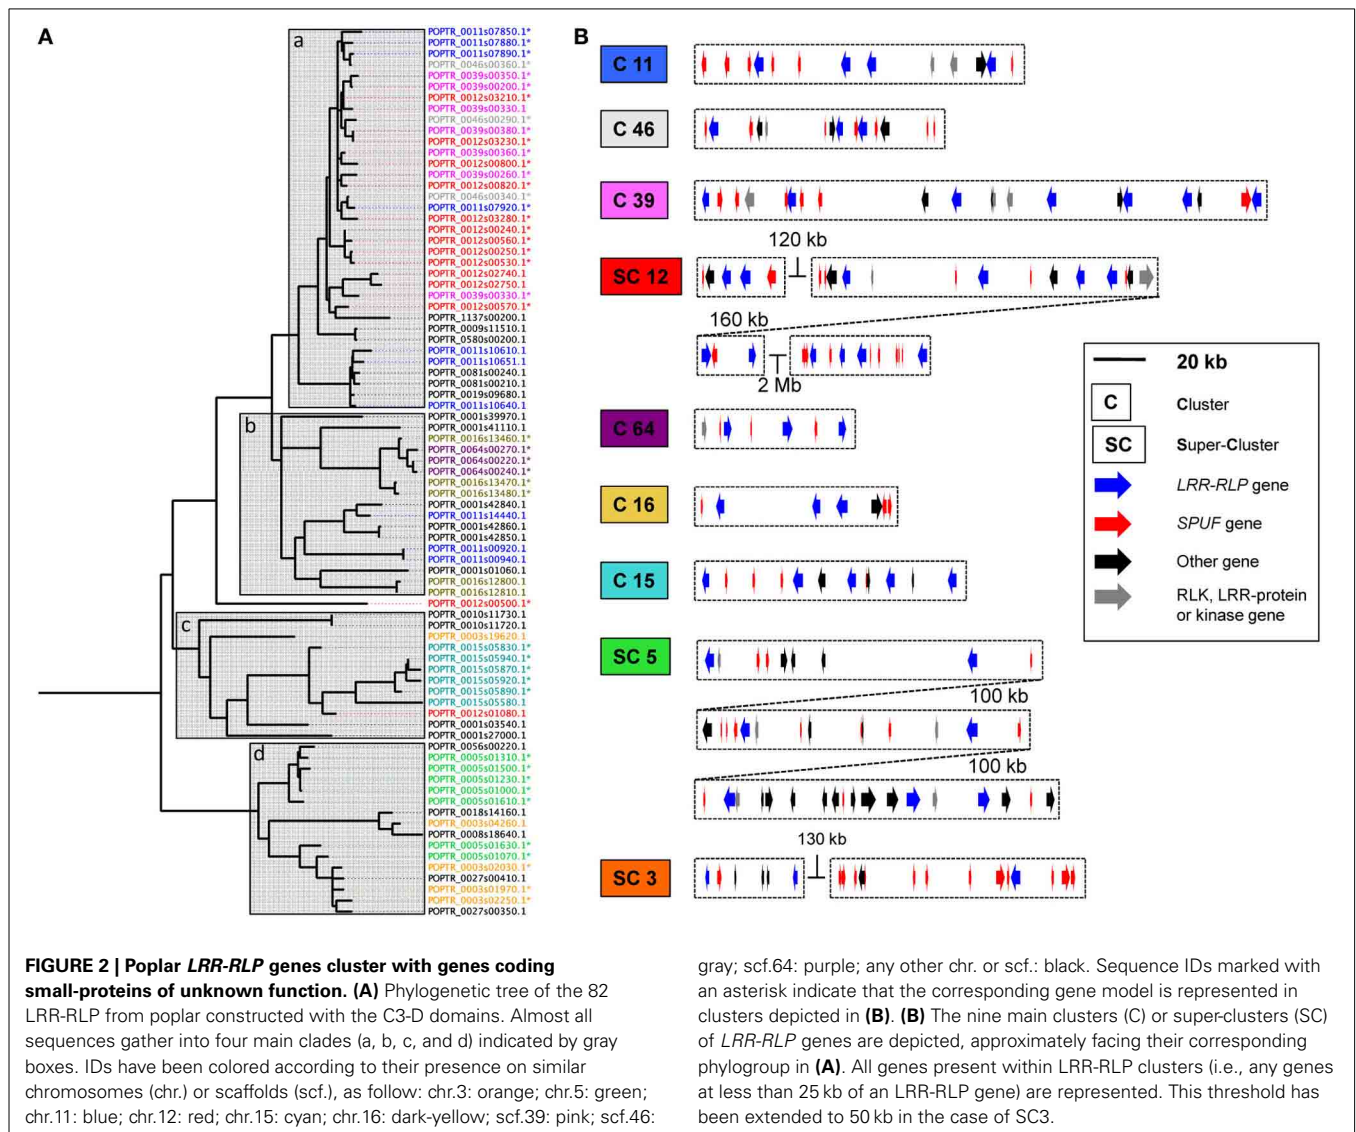 A
a
POPTR_0011s07850.1*
POPTR_0011s07880.1*
POPTR_0011s07890.1*
POPTR_0046s00360.1*
POPTR_0039s00350.1*
POPTR_0039s00200.1*
POPTR_0012s03210.1*
POPTR_0039s00330.1
POPTR_0046s00290.1*
POPTR_0039s00380.1*
POPTR_0012s03230.1*
POPTR_0039s00360.1*
POPTR_0012s00800.1*
POPTR_0039s00260.1*
POPTR_0012s00820.1*
POPTR_0046s00340.1*
POPTR_0011s07920.1*
POPTR_0012s03280.1*
POPTR_0012s00240.1*
POPTR_0012s00560.1*
POPTR_0012s00250.1*
POPTR_0012s00530.1*
POPTR_0012s02740.1
POPTR_0012s02750.1
POPTR_0039s00330.1*
POPTR_0012s00570.1*
POPTR_1137s00200.1
POPTR_0009s11510.1
POPTR_0580s00200.1
POPTR_0011s10610.1
POPTR_0011s10651.1
POPTR_0081s00240.1
POPTR_0081s00210.1
POPTR_0019s09680.1
POPTR_0011s10640.1
b
POPTR_0001s39970.1
POPTR_0001s41110.1
POPTR_0016s13460.1*
POPTR_0064s00270.1*
POPTR_0064s00220.1*
POPTR_0064s00240.1*
POPTR_0016s13470.1*
POPTR_0016s13480.1*
POPTR_0001s42840.1
POPTR_0011s14440.1
POPTR_0001s42860.1
POPTR_0001s42850.1
POPTR_0011s00920.1
POPTR_0011s00940.1
POPTR_0001s01060.1
POPTR_0016s12800.1
POPTR_0016s12810.1
POPTR_0012s00500.1*
c
POPTR_0010s11730.1
POPTR_0010s11720.1
POPTR_0003s19620.1
POPTR_0015s05830.1*
POPTR_0015s05940.1*
POPTR_0015s05870.1*
POPTR_0015s05920.1*
POPTR_0015s05890.1*
POPTR_0015s05580.1
POPTR_0012s01080.1
POPTR_0001s03540.1
POPTR_0001s27000.1
d
POPTR_0056s00220.1
POPTR_0005s01310.1*
POPTR_0005s01500.1*
POPTR_0005s01230.1*
POPTR_0005s01000.1*
POPTR_0005s01610.1*
POPTR_0018s14160.1
POPTR_0003s04260.1
POPTR_0008s18640.1
POPTR_0005s01630.1*
POPTR_0005s01070.1*
POPTR_0003s02030.1*
POPTR_0027s00410.1
POPTR_0003s01970.1*
POPTR_0003s02250.1*
POPTR_0027s00350.1
B
C 11
C 46
C 39
120 kb
SC 12
160 kb
2 Mb
C 64
C 16
C 15
SC 5
100 kb
100 kb
130 kb
SC 3
20 kb
C Cluster
SC Super-Cluster
LRR-RLP gene
SPUF gene
Other gene
RLK, LRR-protein
or kinase gene
FIGURE 2 | Poplar LRR-RLP genes cluster with genes coding
small-proteins of unknown function. (A) Phylogenetic tree of the 82
LRR-RLP from poplar constructed with the C3-D domains. Almost all
sequences gather into four main clades (a, b, c, and d) indicated by gray
boxes. IDs have been colored according to their presence on similar
chromosomes (chr.) or scaffolds (scf.), as follow: chr.3: orange; chr.5: green;
chr.11: blue; chr.12: red; chr.15: cyan; chr.16: dark-yellow; scf.39: pink; scf.46:
gray; scf.64: purple; any other chr. or scf.: black. Sequence IDs marked with
an asterisk indicate that the corresponding gene model is represented in
clusters depicted in (B). (B) The nine main clusters (C) or super-clusters (SC)
of LRR-RLP genes are depicted, approximately facing their corresponding
phylogroup in (A). All genes present within LRR-RLP clusters (i.e., any genes
at less than 25 kb of an LRR-RLP gene) are represented. This threshold has
been extended to 50 kb in the case of SC3.